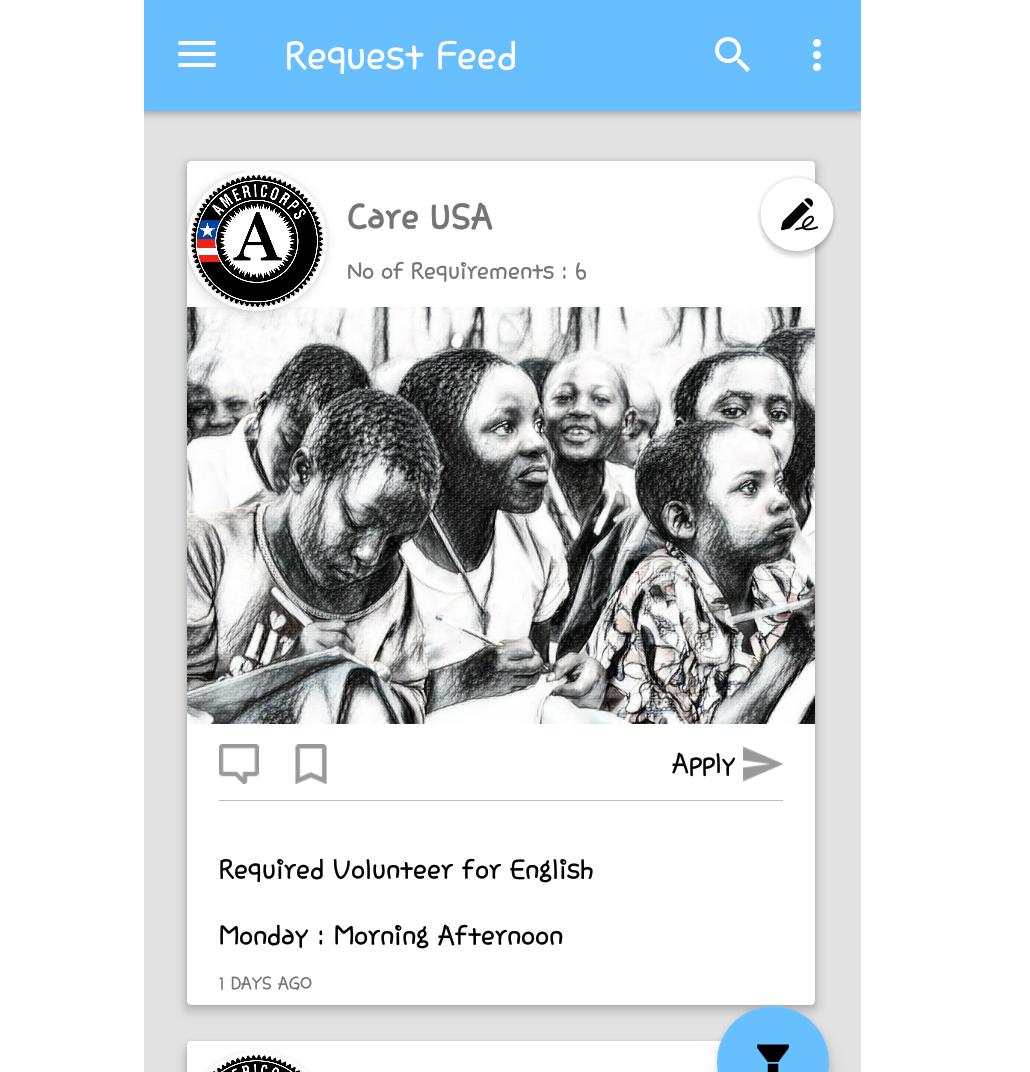 Request Feed
AMERICORPS
A
Care USA
No of Requirements : 6
Apply
Required Volunteer for English
Monday : Morning Afternoon
1 DAYS AGO